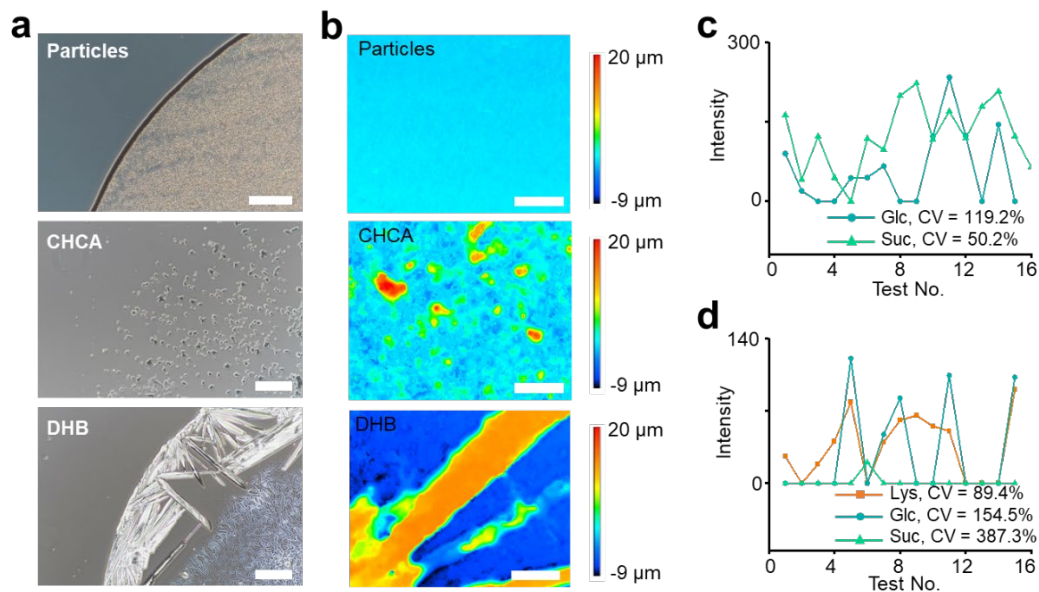 a
Particles
CHCA
DHB
b
Particles
20 μm
-9 μm
CHCA
20 μm
-9 μm
DHB
20 μm
-9 μm
c
300
Intensity
0
Glc, CV = 119.2%
Suc, CV = 50.2%
0 4 8 12 16
Test No.
d
140
Intensity
0
Lys, CV = 89.4%
Glc, CV = 154.5%
Suc, CV = 387.3%
0 4 8 12 16
Test No.